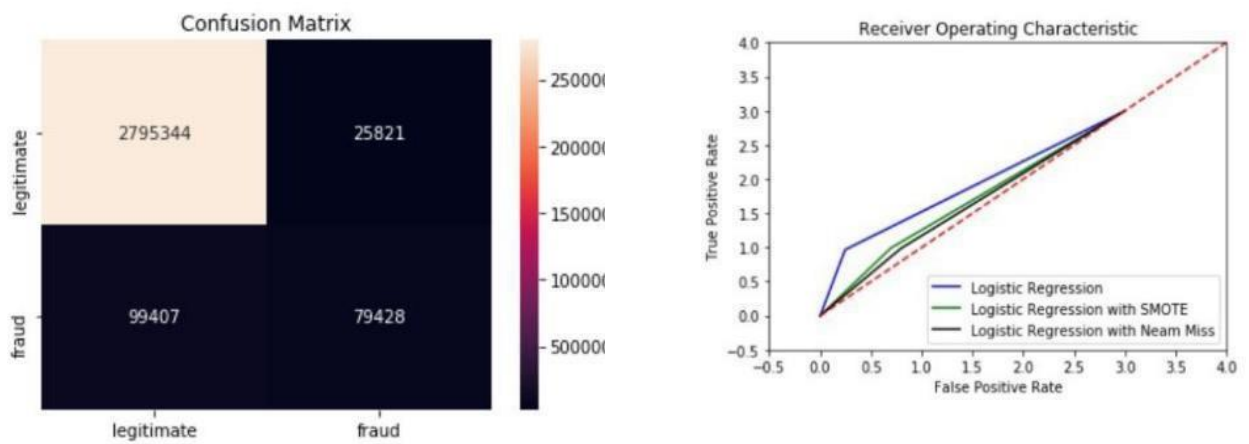 Confusion Matrix
legitimate
fraud
2795344
25821
99407
79428
legitimate
fraud
250000
200000
150000
100000
500000
Receiver Operating Characteristic
True Positive Rate
4.0
3.5
3.0
2.5
2.0
1.5
1.0
0.5
0.0
−0.5
Logistic Regression
Logistic Regression with SMOTE
Logistic Regression with Neam Miss
−0.5
0.0
0.5
1.0
1.5
2.0
2.5
3.0
3.5
4.0
False Positive Rate